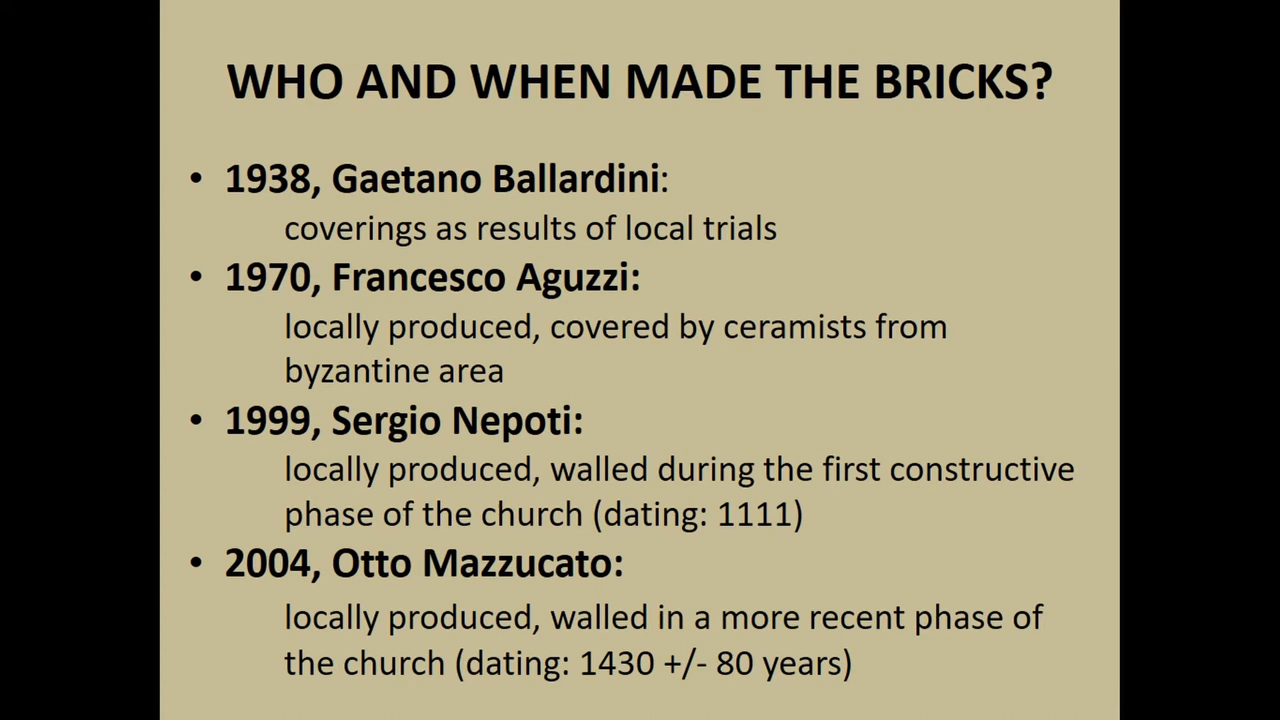 WHO AND WHEN MADE THE BRICKS?
• 1938, Gaetano Ballardini:
coverings as results of local trials
• 1970, Francesco Aguzzi:
locally produced, covered by ceramists from
byzantine area
• 1999, Sergio Nepoti:
locally produced, walled during the first constructive
phase of the church (dating: 1111)
• 2004, Otto Mazzucato:
locally produced, walled in a more recent phase of
the church (dating: 1430 +/- 80 years)